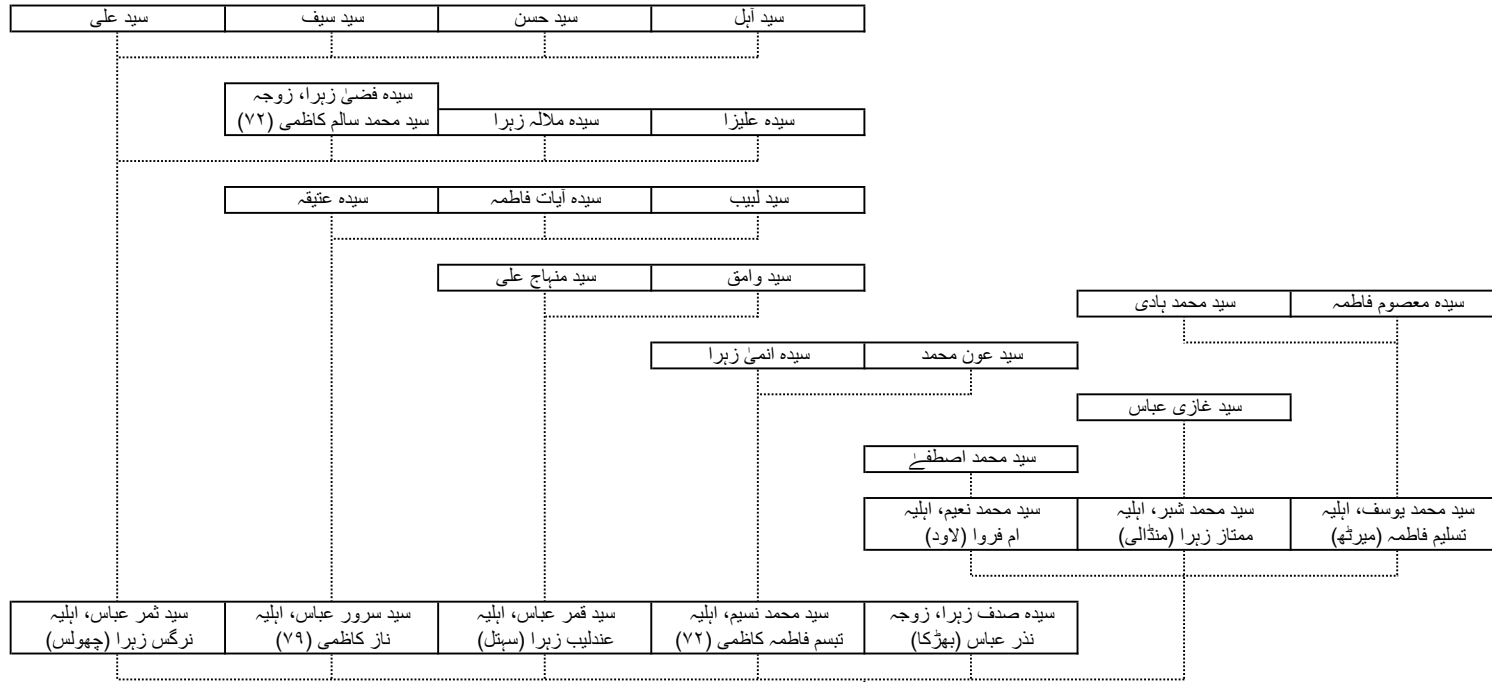 سید آہل
سید حسن
سید سیف
سید علی
سیدہ فضیٰ زہرا، زوجہ
سید محمد سالم کاظمی (۷۲)
سیدہ علیزا
سیدہ ملالہ زہرا
سید لبیب
سیدہ آیات فاطمہ
سیدہ عتیقہ
سید وامق
سید منہاج علی
سیدہ معصوم فاطمہ
سید محمد ہادی
سید عون محمد
سیدہ انمیٰ زہرا
سید غازی عباس
سید محمد اصطفےٰ
سید محمد یوسف، اہلیہ
تسلیم فاطمہ (میرٹھ)
سید محمد شبر، اہلیہ
ممتاز زہرا (منڈالی)
سید محمد نعیم، اہلیہ
ام فروا (لاود)
سیدہ صدف زہرا، زوجہ
نذر عباس (بھڑکا)
سید محمد نسیم، اہلیہ
تبسم فاطمہ کاظمی (۷۲)
سید قمر عباس، اہلیہ
عندلیب زہرا (سہتل)
سید سرور عباس، اہلیہ
ناز کاظمی (۷۹)
سید ثمر عباس، اہلیہ
نرگس زہرا (چھولس)